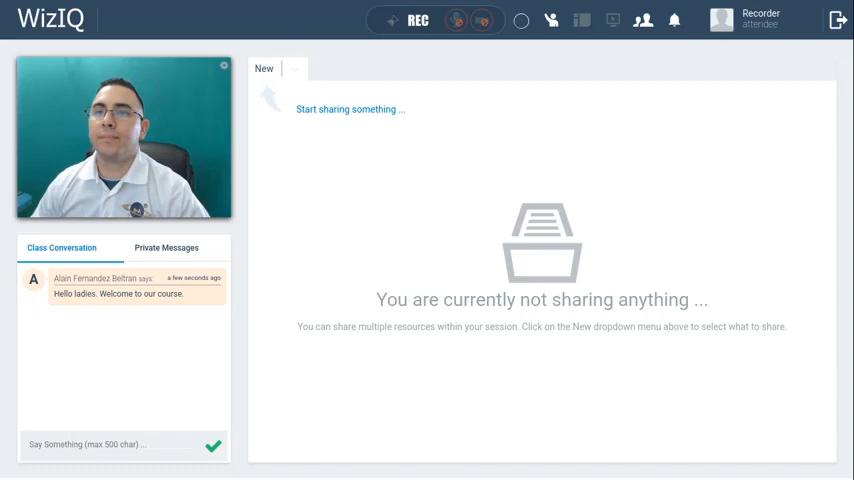 WizIQ
REC
Recorder
attendee
New
Start sharing something ...
Class Conversation
Private Messages
A
Alain Fernandez Beltran says:
a few seconds ago
Hello ladies. Welcome to our course.
You are currently not sharing anything ...
You can share multiple resources within your session. Click on the New dropdown menu above to select what to share.
Say Something (max 500 char) ...